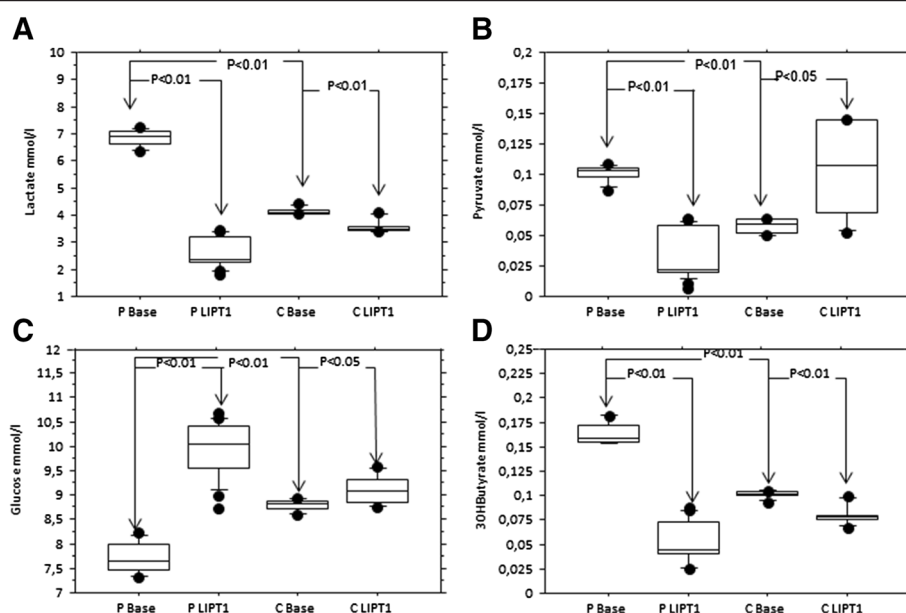 A
Lactate mmol/l
10
9
8
7
6
5
4
3
2
1
P<0.01
P<0.01
P<0.01
P Base P LIPT1 C Base C LIPT1
B
Pyruvate mmol/l
0,2
0,175
0,15
0,125
0,1
0,075
0,05
0,025
0
P<0.01
P<0.05
P<0.01
P Base P LIPT1 C Base C LIPT1
C
Glucose mmol/l
12
11,5
11
10,5
10
9,5
9
8,5
8
7,5
7
P<0.01 P<0.01 P<0.05
P Base P LIPT1 C Base C LIPT1
D
30HButyrate mmol/l
0,25
0,225
0,2
0,175
0,15
0,125
0,1
0,075
0,05
0,025
0
P<0.01
P<0.01 P<0.01
P Base P LIPT1 C Base C LIPT1